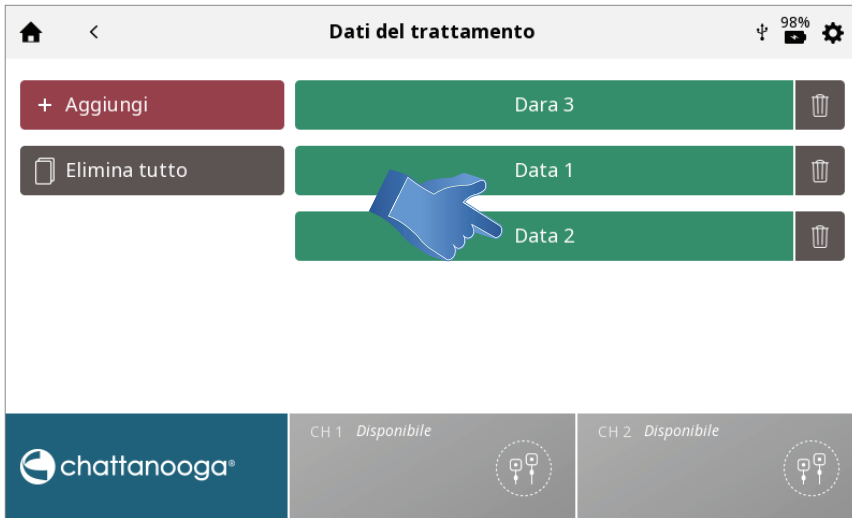 Dati del trattamento
98%
+ Aggiungi
Dara 3
Elimina tutto
Data 1
Data 2
chattanooga®
CH 1 Disponibile
CH 2 Disponibile